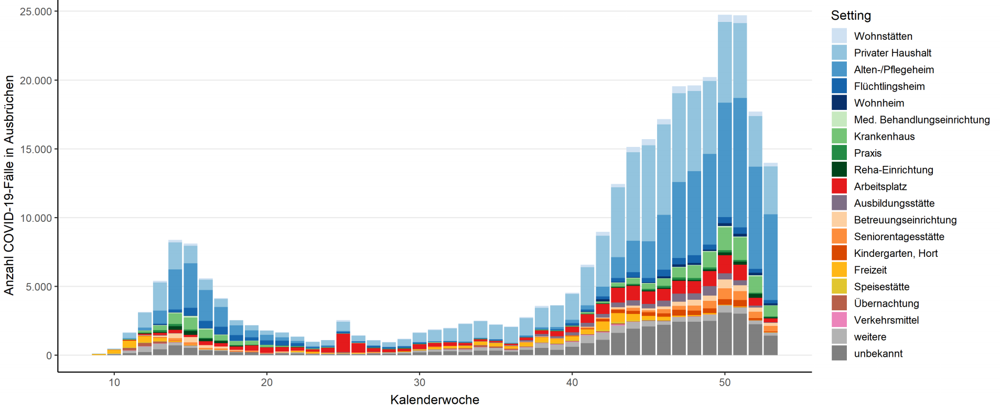 Anzahl COVID-19-Fälle in Ausbrüchen
25.000
20.000
15.000
10.000
5.000
0
10
20
30
40
50
Kalenderwoche
Setting
Wohnstätten
Privater Haushalt
Alten-/Pflegeheim
Flüchtlingsheim
Wohnheim
Med. Behandlungseinrichtung
Krankenhaus
Praxis
Reha-Einrichtung
Arbeitsplatz
Ausbildungsstätte
Betreuungseinrichtung
Seniorentagesstätte
Kindergarten, Hort
Freizeit
Speisestätte
Übernachtung
Verkehrsmittel
weitere
unbekannt